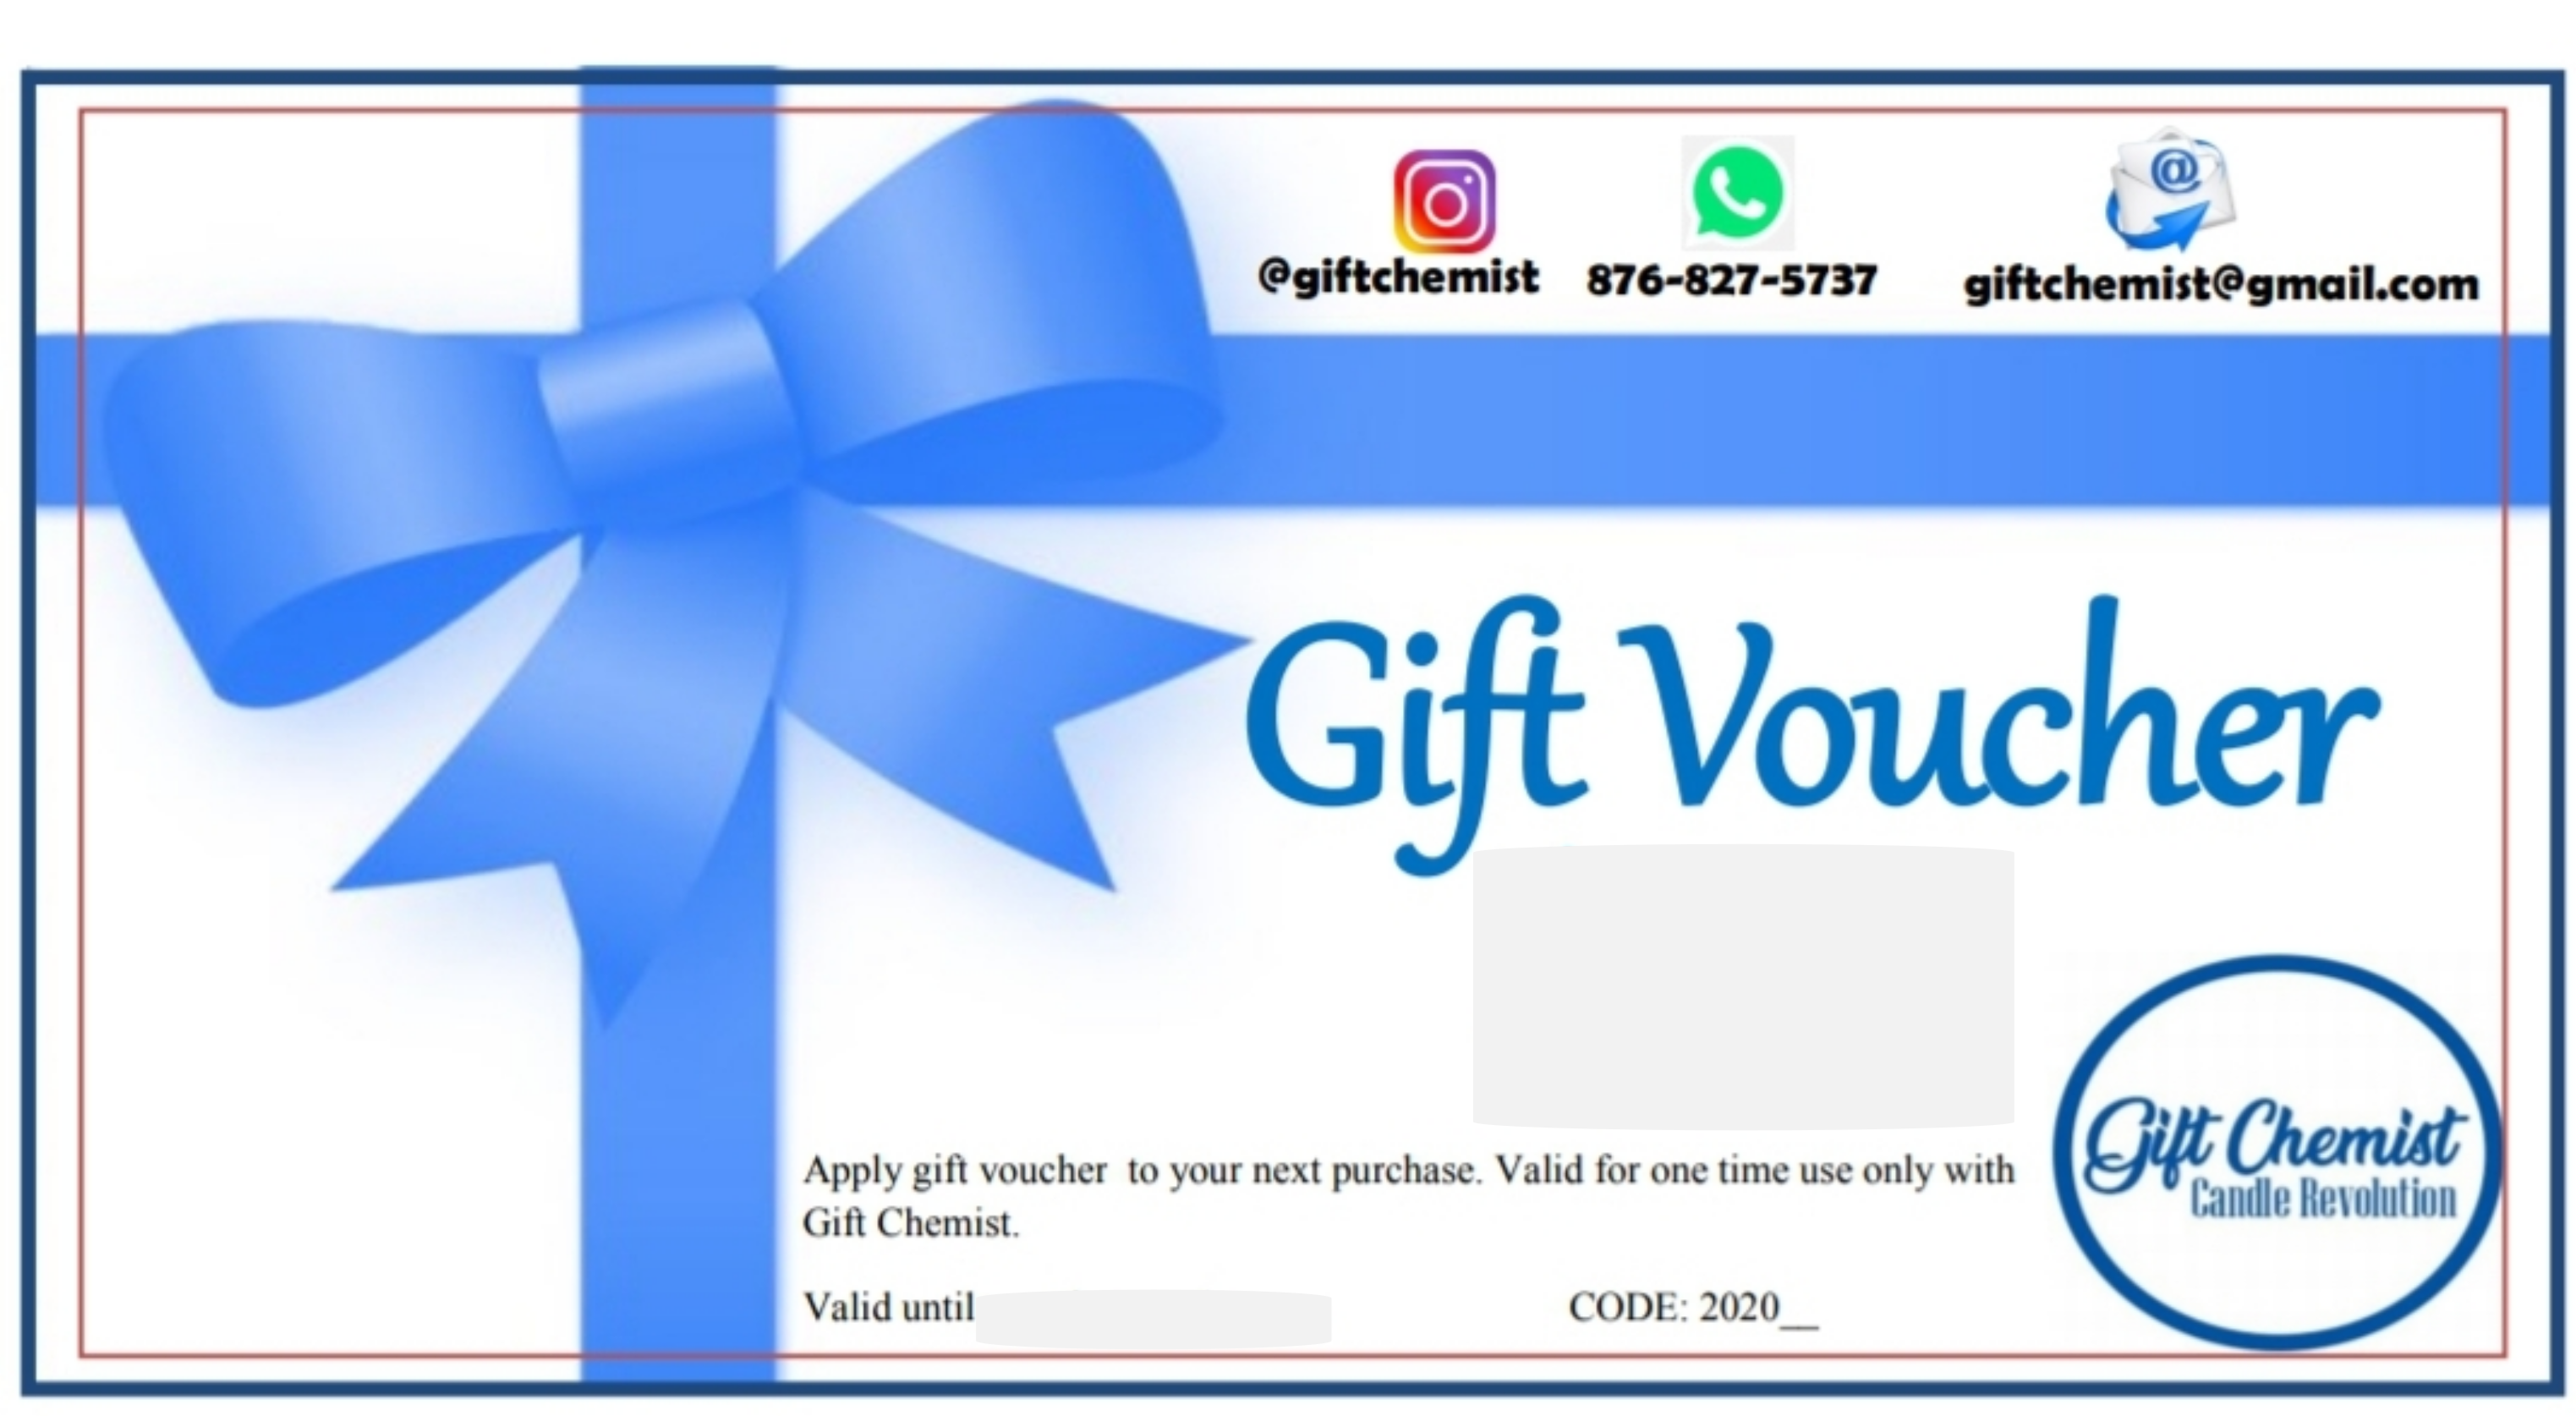 @giftchemist 876-827-5737 giftchemist@gmail.com
Gift Voucher
Apply gift voucher  to your next purchase. Valid for one time use only with
Gift Chemist.
Valid until
CODE: 2020__
Gift Chemist
Candle Revolution